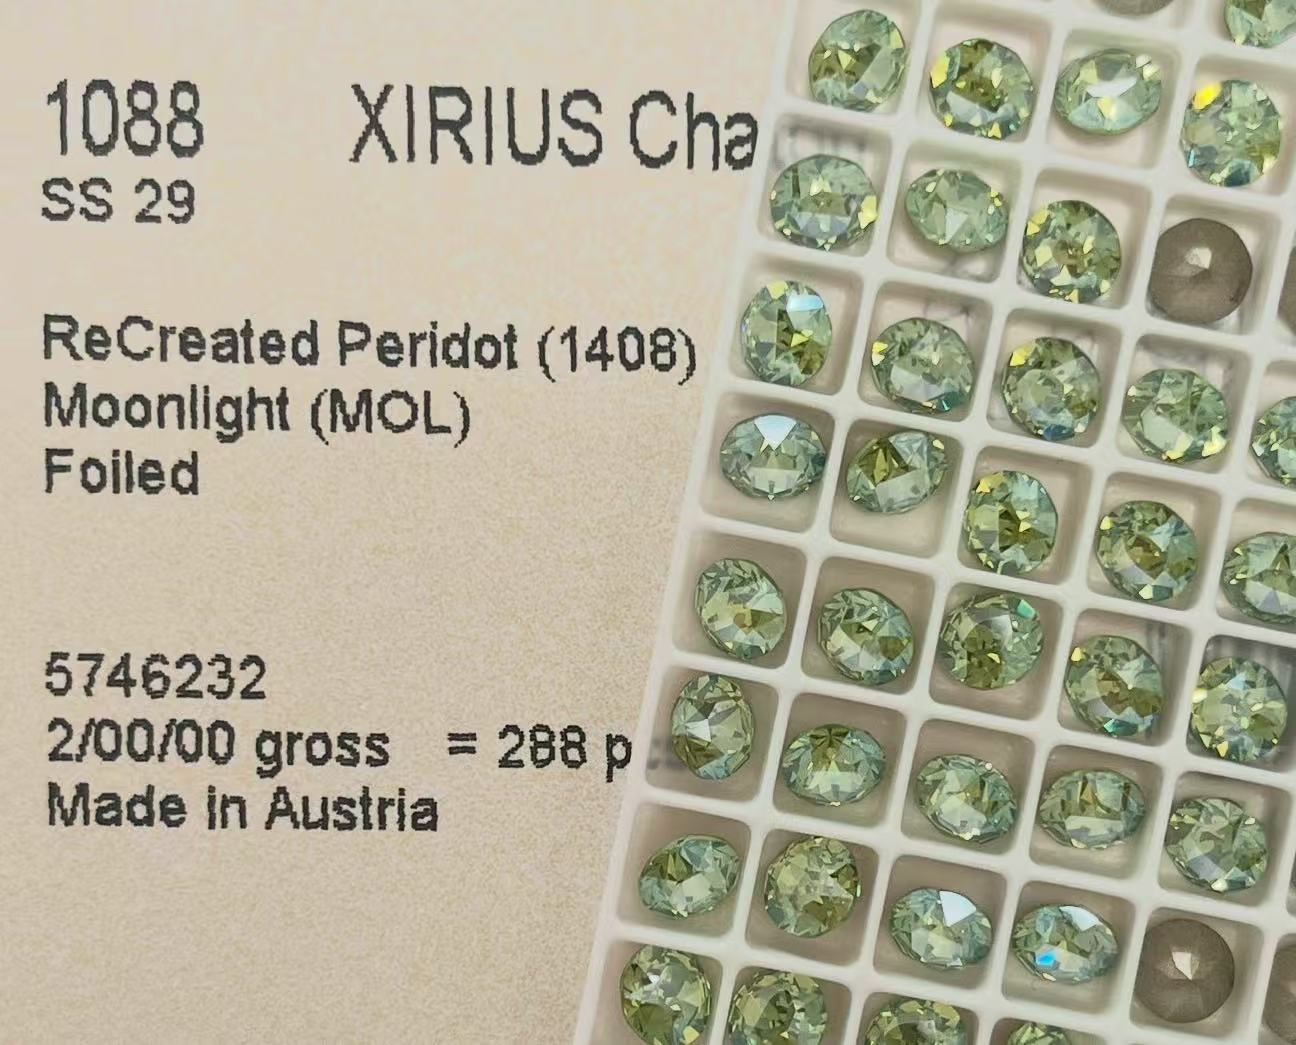 1088 XIRIUS Cha
SS 29
ReCreated Peridot (1408)
Moonlight (MOL)
Foiled
5746232
2/00/00 gross = 288 p
Made in Austria